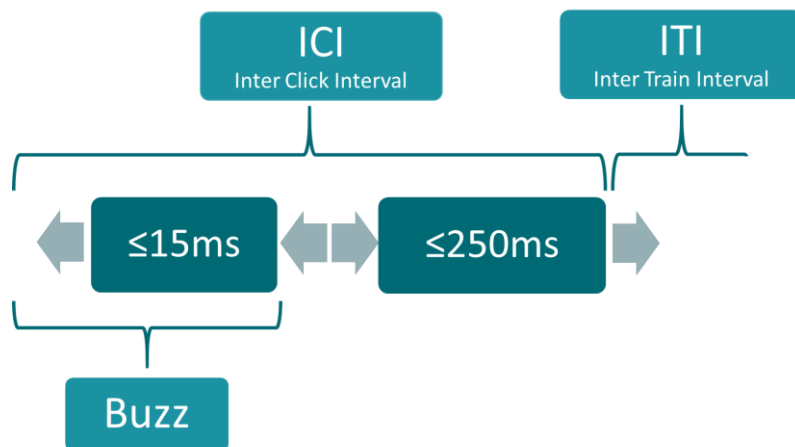 ICI
Inter Click Interval
ITI
Inter Train Interval
≤15ms
≤250ms
Buzz